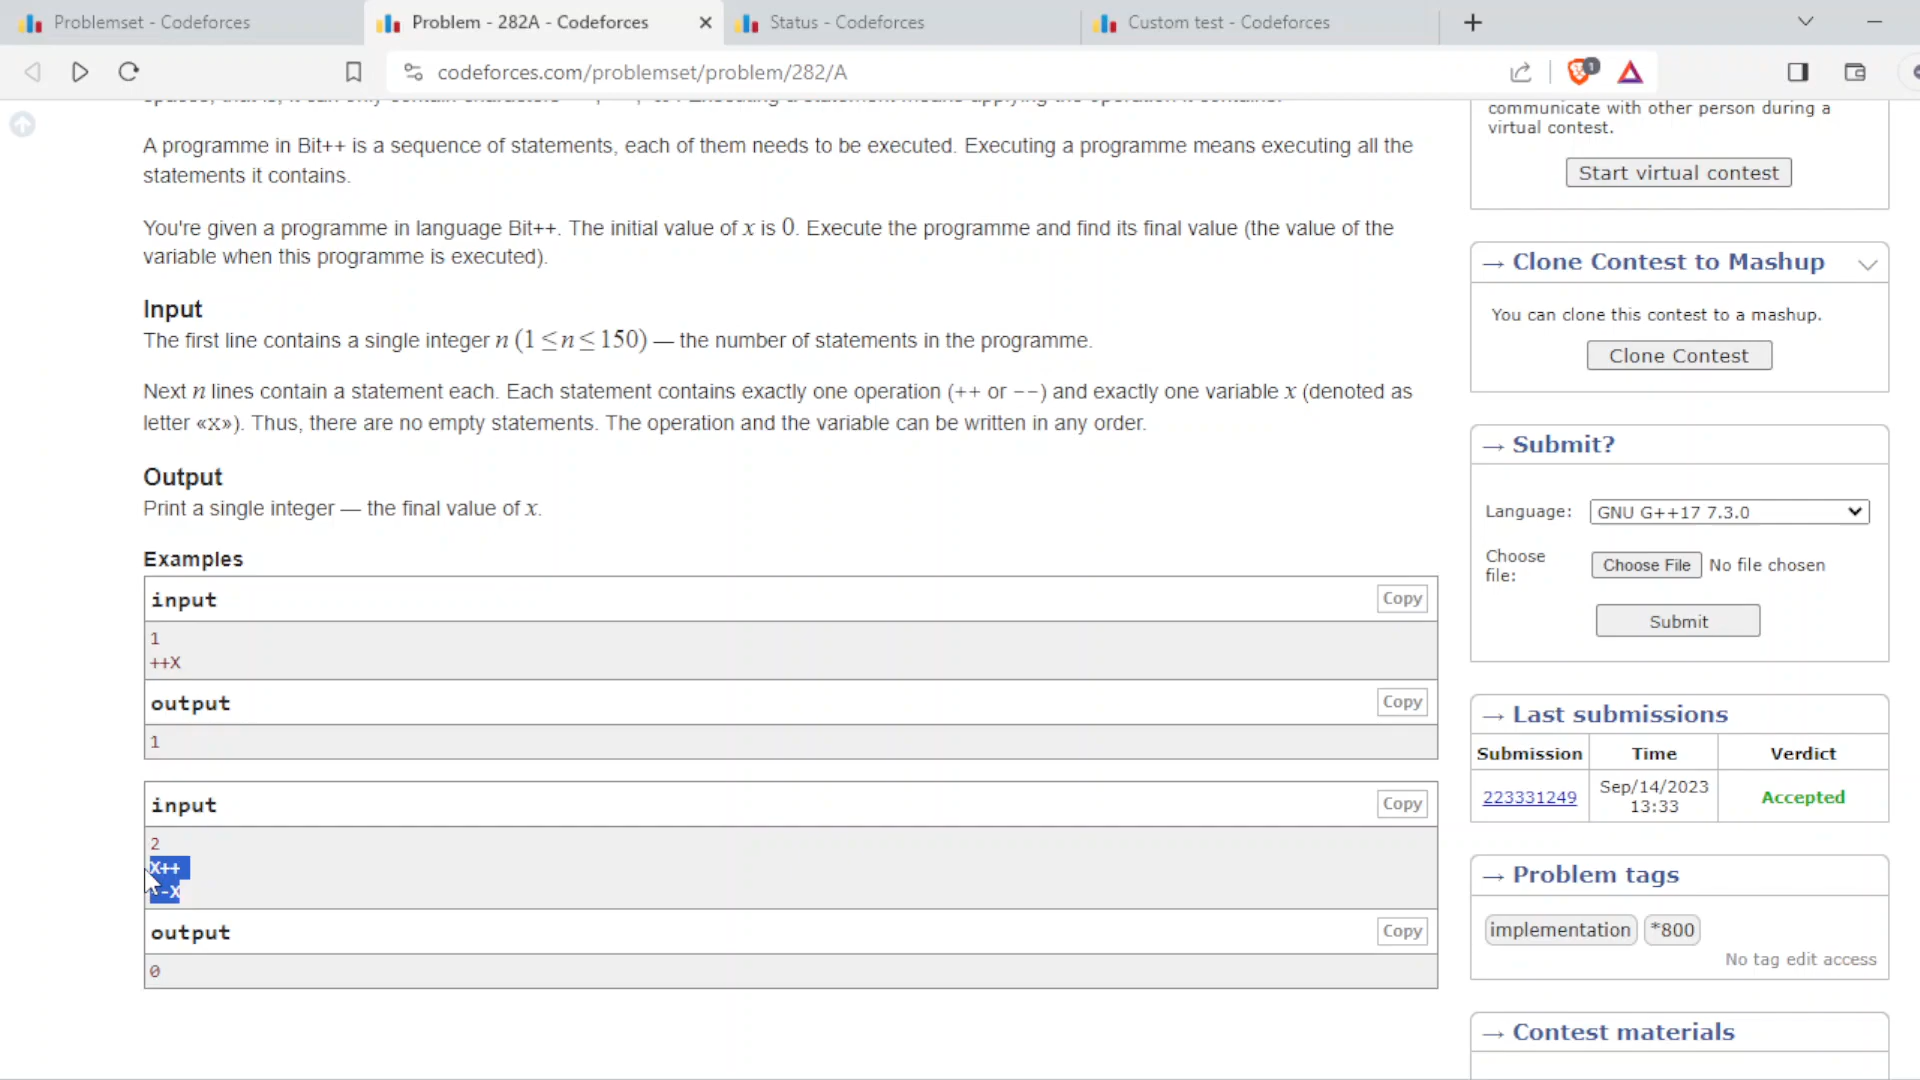 Problemset - Codeforces
Problem - 282A - Codeforces
Status - Codeforces
Custom test - Codeforces
codeforces.com/problemset/problem/282/A
1
A programme in Bit++ is a sequence of statements, each of them needs to be executed. Executing a programme means executing all the
statements it contains.
You're given a programme in language Bit++. The initial value of x is 0. Execute the programme and find its final value (the value of the
variable when this programme is executed).
Input
The first line contains a single integer n (1 ≤ n ≤ 150) — the number of statements in the programme.
Next n lines contain a statement each. Each statement contains exactly one operation (++ or --) and exactly one variable x (denoted as
letter «X»). Thus, there are no empty statements. The operation and the variable can be written in any order.
Output
Print a single integer — the final value of x.
Examples
input
Copy
1
++X
output
Copy
1
input
Copy
2
X++
--X
output
Copy
0
communicate with other person during a
virtual contest.
Start virtual contest
→ Clone Contest to Mashup
You can clone this contest to a mashup.
Clone Contest
→ Submit?
Language: GNU G++17 7.3.0
Choose
file:
Choose File No file chosen
Submit
→ Last submissions
Submission Time Verdict
223331249 Sep/14/2023
13:33
Accepted
→ Problem tags
implementation *800
No tag edit access
→ Contest materials